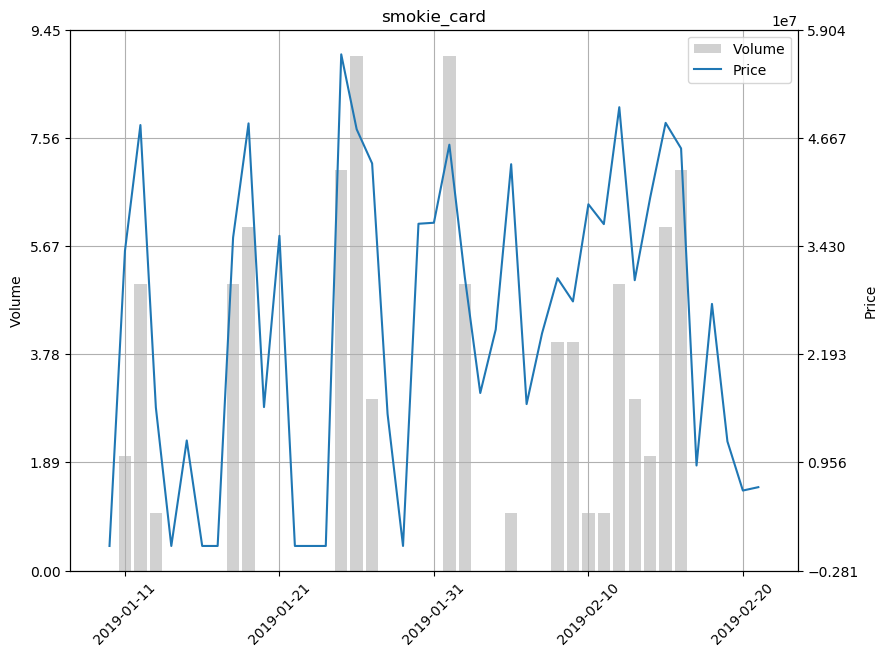 smokie_card
1e7
9.45
7.56
5.67
3.78
1.89
0.00
Volume
Volume
Price
5.904
4.667
3.430
2.193
0.956
−0.281
Price
2019-01-11
2019-01-21
2019-01-31
2019-02-10
2019-02-20